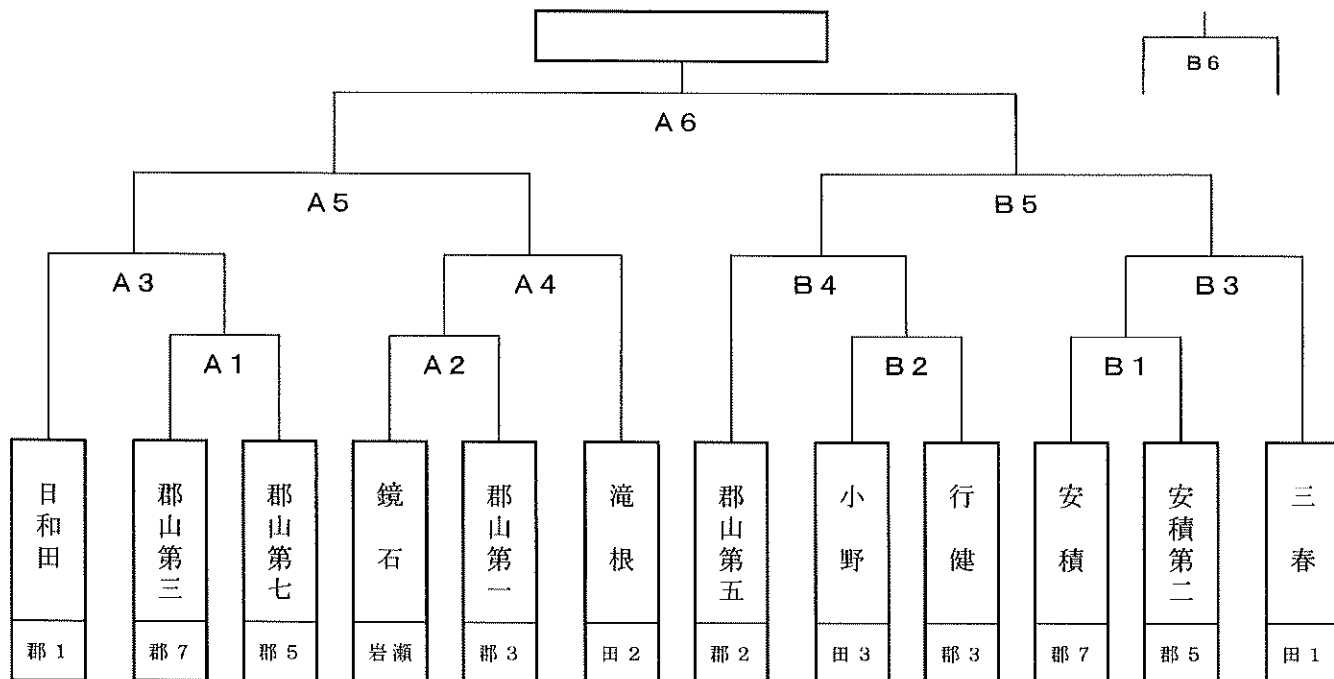 B6
A6
A5
B5
A3
A4
B4
B3
A1
A2
B2
B1
日和田
郡山第三
郡山第七
鏡石
郡山第一
滝根
郡山第五
小野
行健
安積
安積第二
三春
郡1
郡7
郡5
岩瀬
郡3
田2
郡2
田3
郡3
郡7
郡5
田1